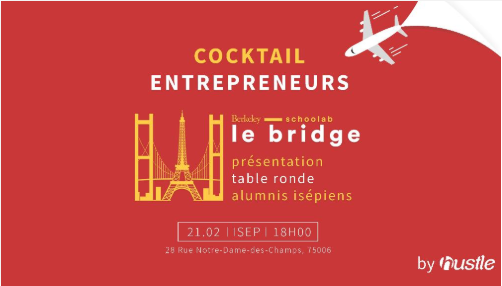 COCKTAIL
ENTREPRENEURS
Berkeley schoolab
le bridge
présentation
table ronde
alumnis isépiens
21.02 | ISEP | 18H00
28 Rue Notre-Dame-des-Champs, 75006
by hustle